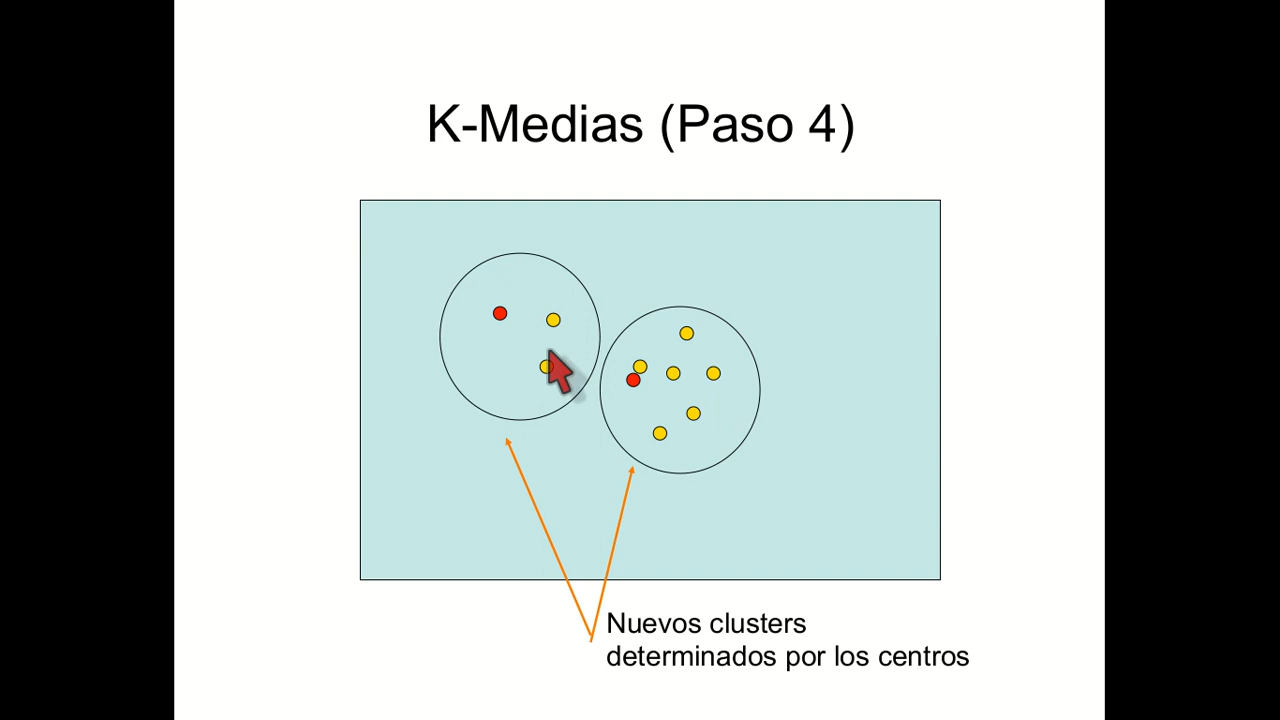 K-Medias (Paso 4)
Nuevos clusters
determinados por los centros